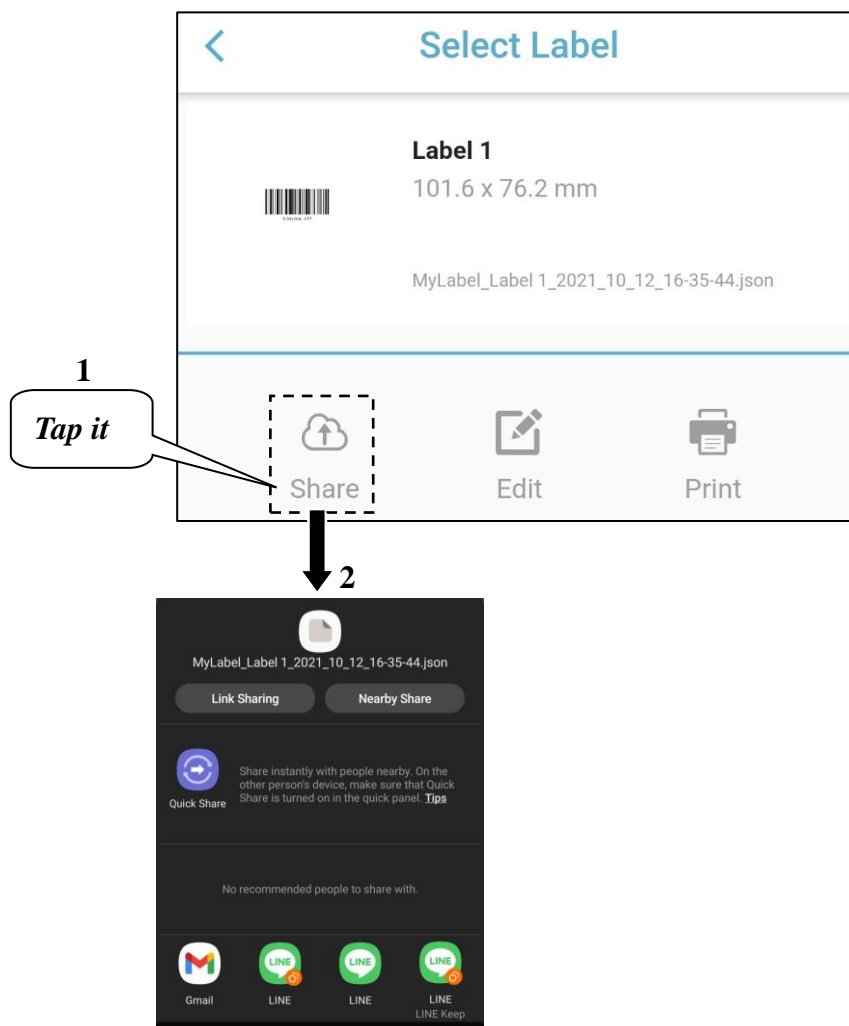 Select Label
Label 1
101.6 x 76.2 mm
MyLabel_Label 1_2021_10_12_16-35-44.json
1
Tap it
Share
Edit
Print
2
MyLabel_Label 1_2021_10_12_16-35-44.json
Link Sharing
Nearby Share
Share instantly with people nearby. On the
other person's device, make sure that Quick
Share is turned on in the quick panel. Tips
Quick Share
No recommended people to share with.
LINE
LINE
LINE
Gmail
LINE
LINE
LINE
LINE Keep